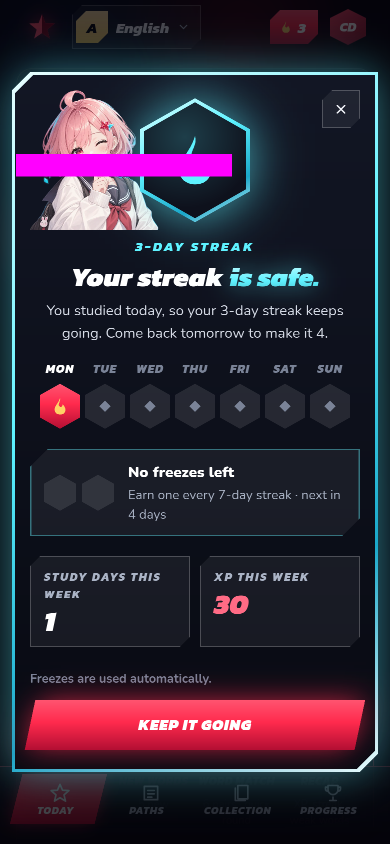 A English 3 CD
×
3-DAY STREAK
Your streak is safe.
You studied today, so your 3-day streak keeps
going. Come back tomorrow to make it 4.
MON TUE WED THU FRI SAT SUN
No freezes left
Earn one every 7-day streak · next in
4 days
STUDY DAYS THIS
WEEK
1
XP THIS WEEK
30
Freezes are used automatically.
KEEP IT GOING
TODAY PATHS COLLECTION PROGRESS